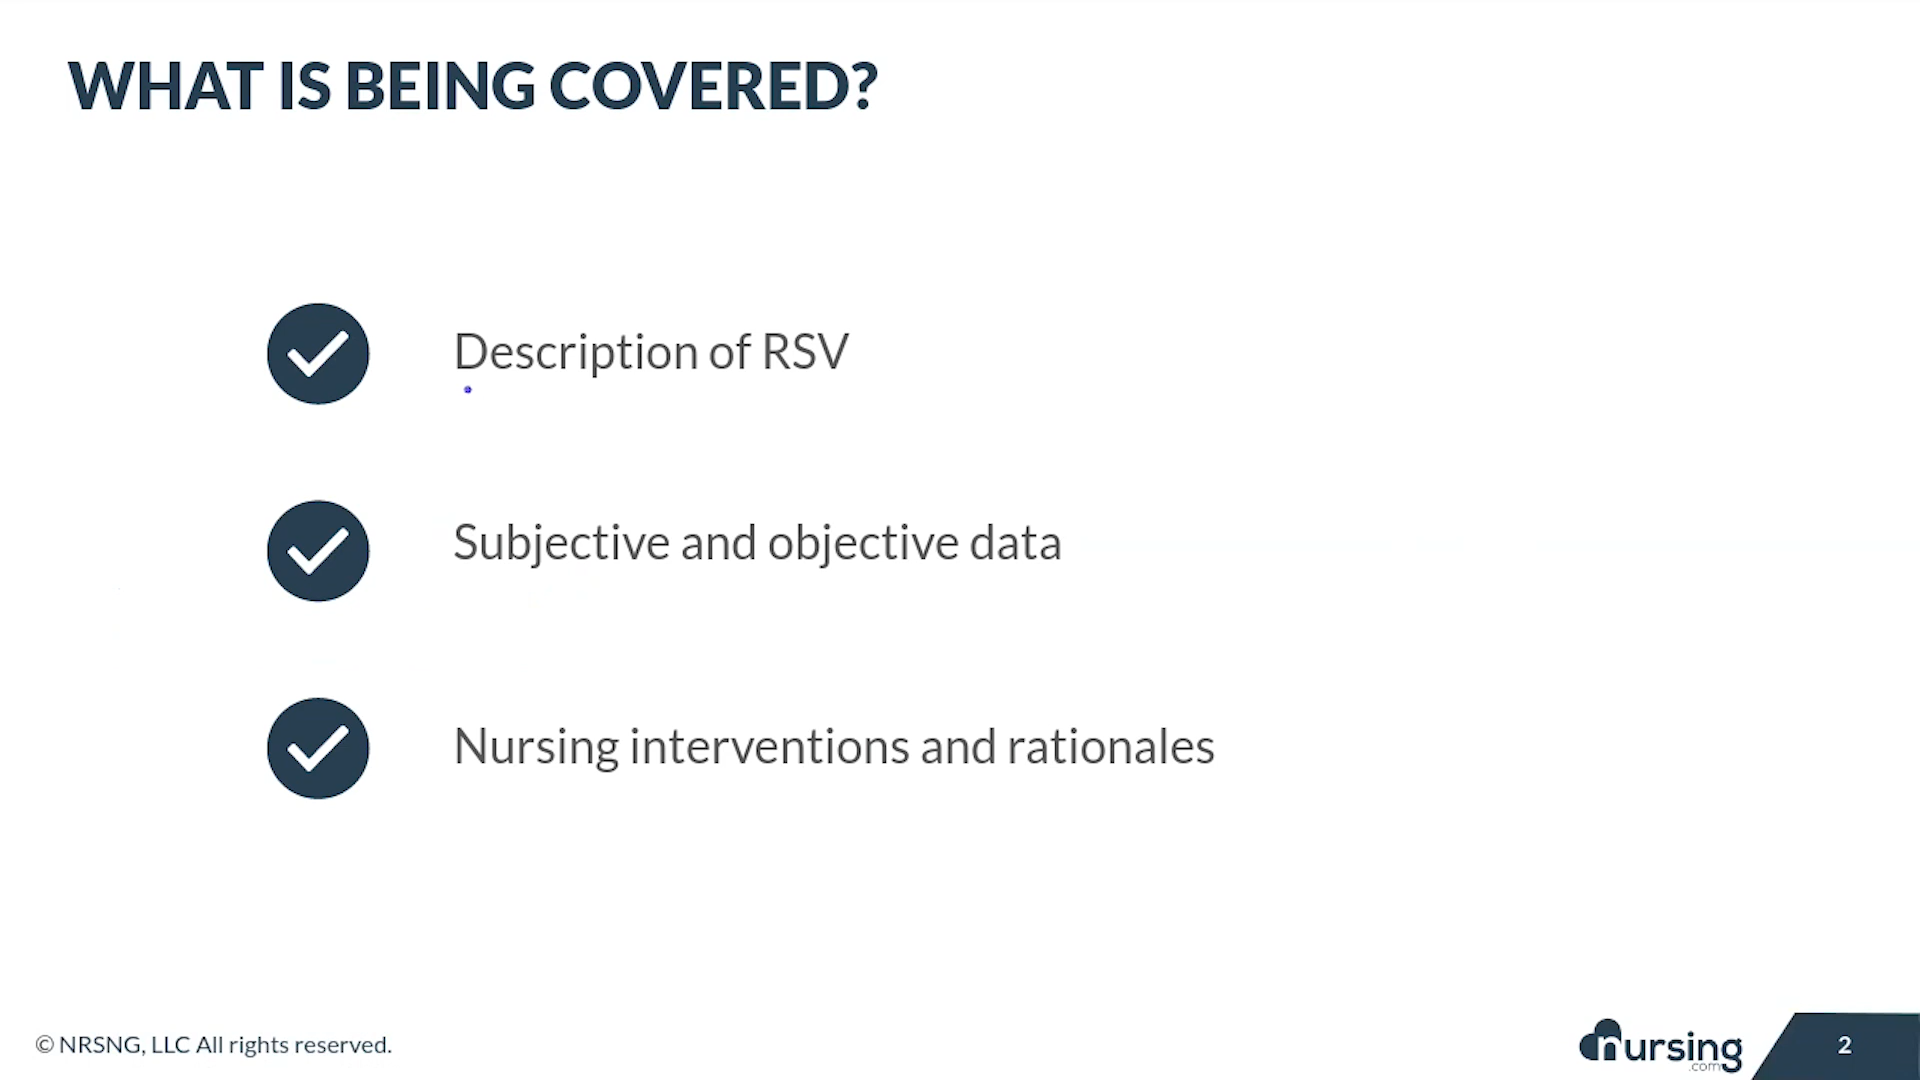 WHAT IS BEING COVERED?
Description of RSV
Subjective and objective data
Nursing interventions and rationales
© NRSNG, LLC All rights reserved.
nursing
.com
2